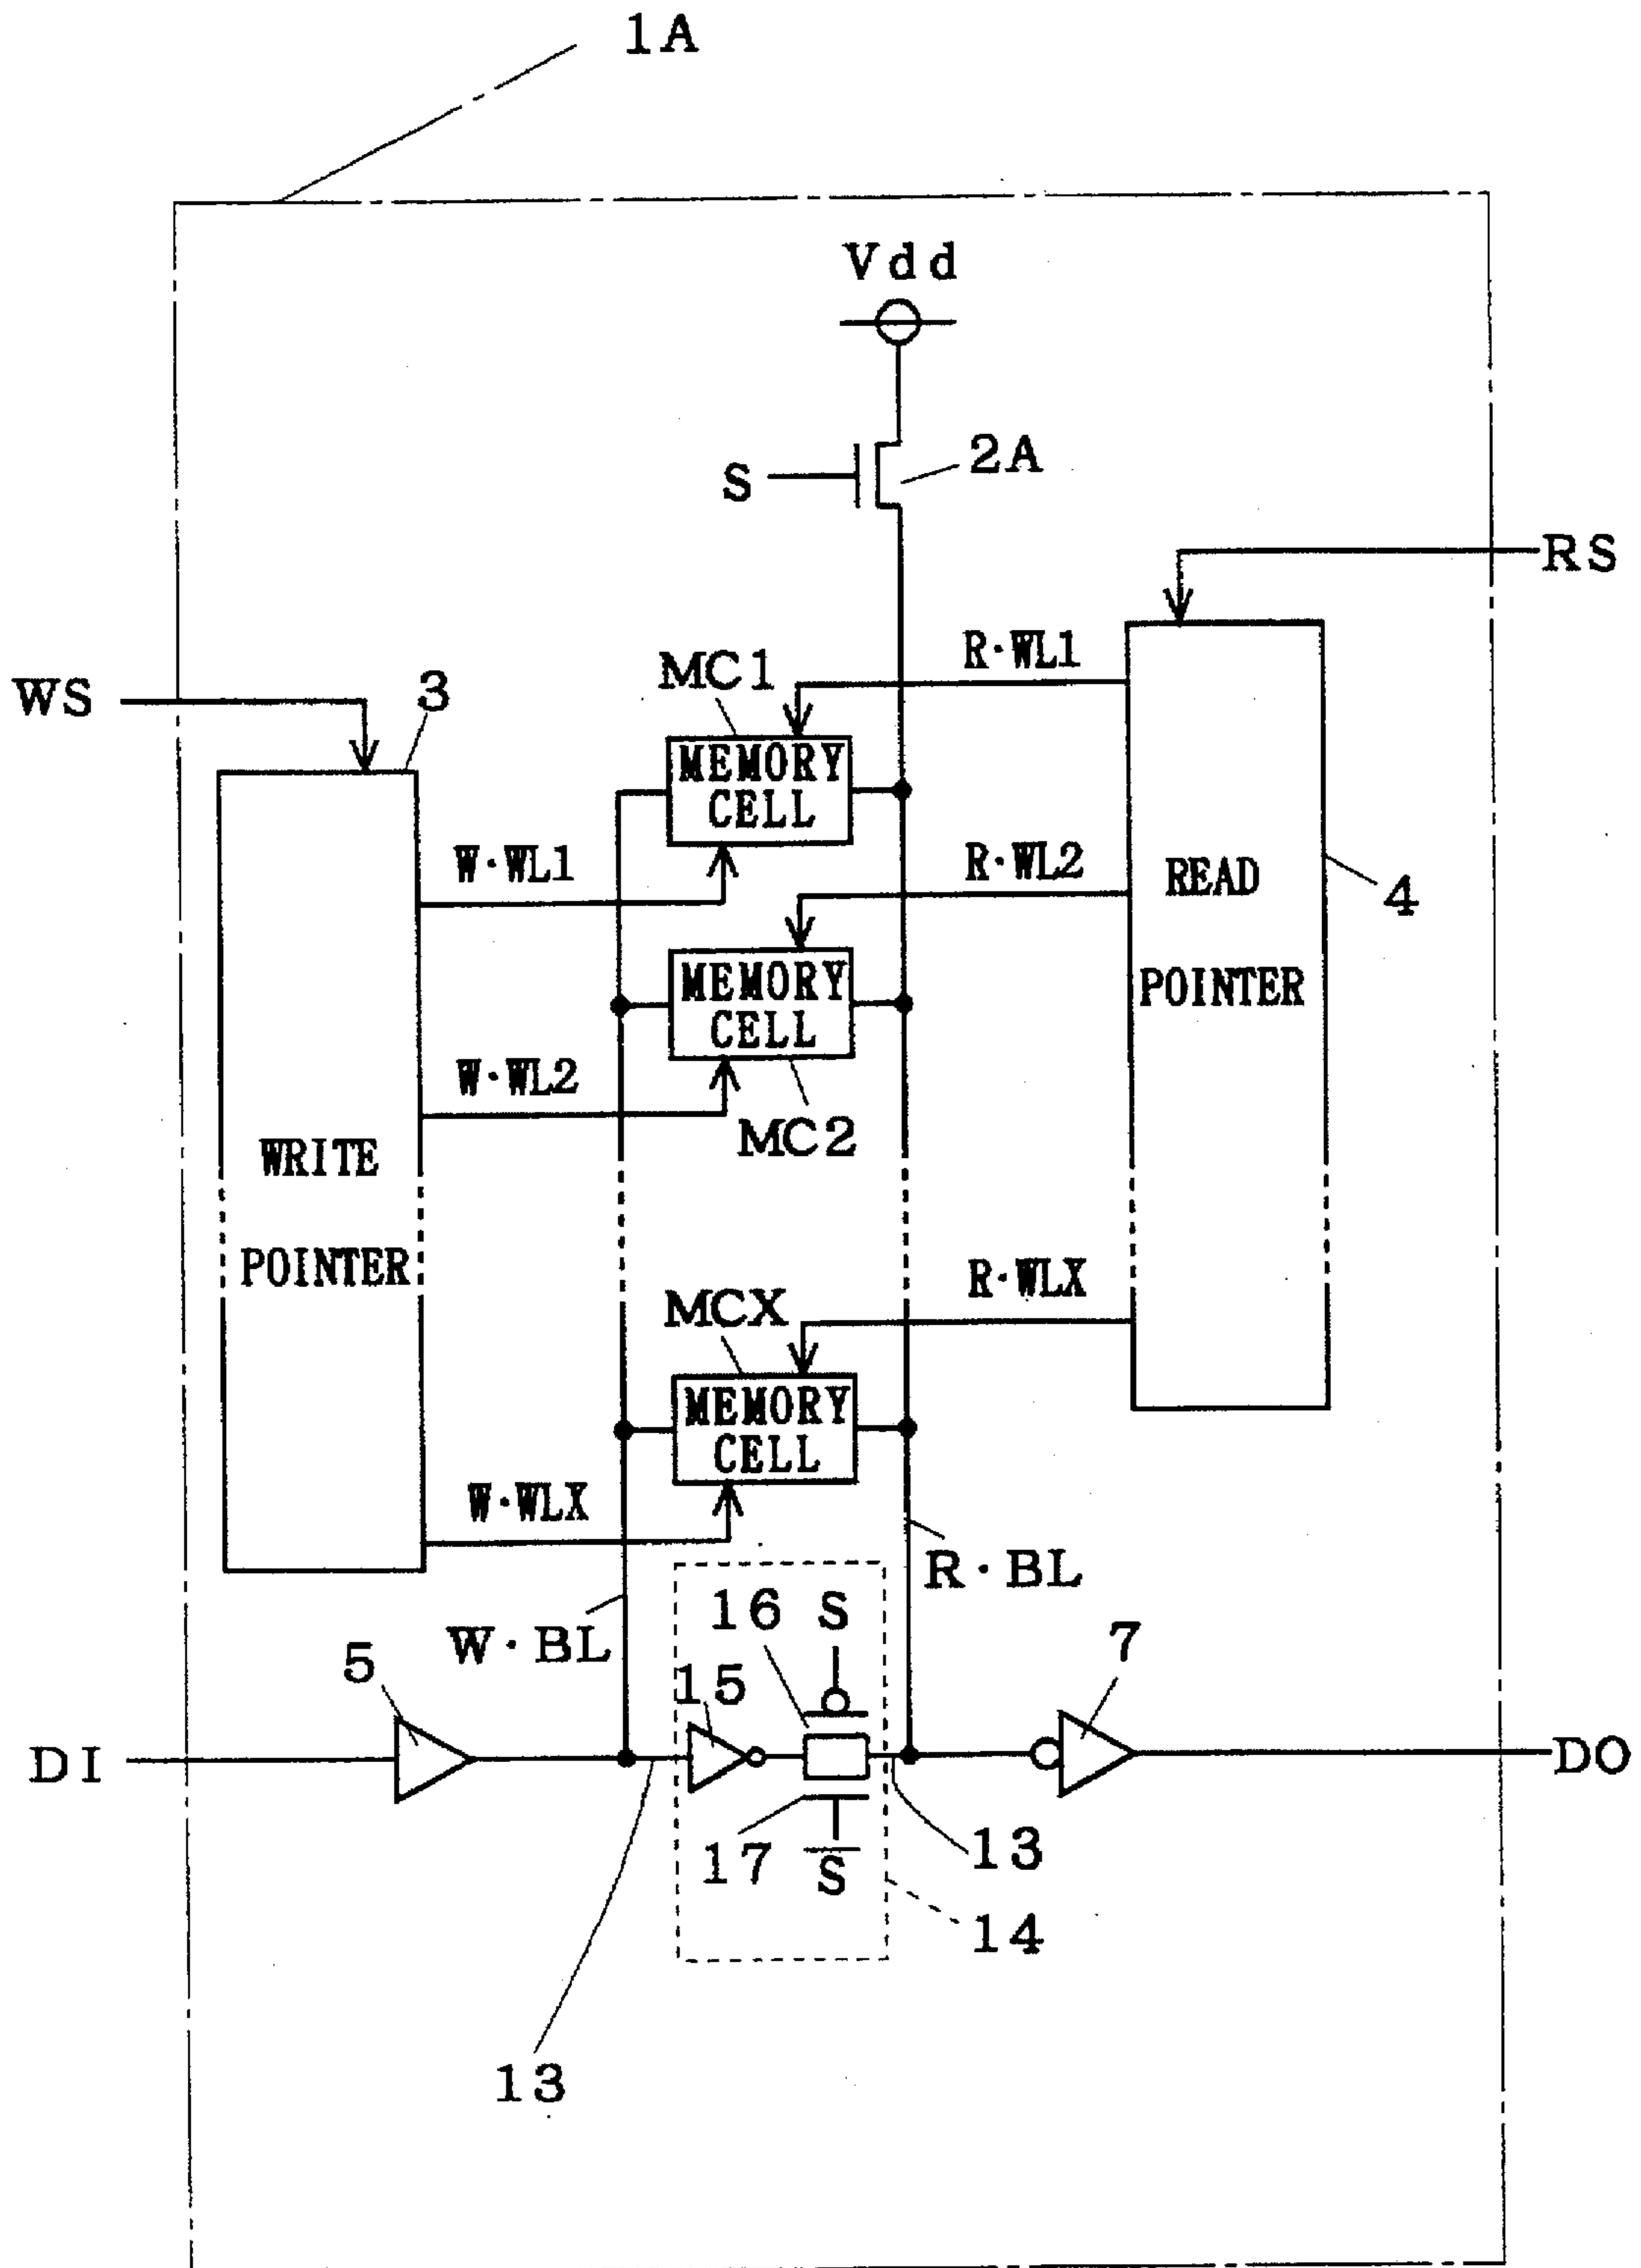 1A
Vdd
S
2A
RS
R·WL1
MC1
WS
3
MEMORY
CELL
W·WL1
R·WL2
READ
POINTER
4
MEMORY
CELL
W·WL2
MC2
WRITE
POINTER
R·WLX
MCX
MEMORY
CELL
W·WLX
R·BL
16 S
W·BL
5
15
7
DI
DO
17
S̅
13
14
13